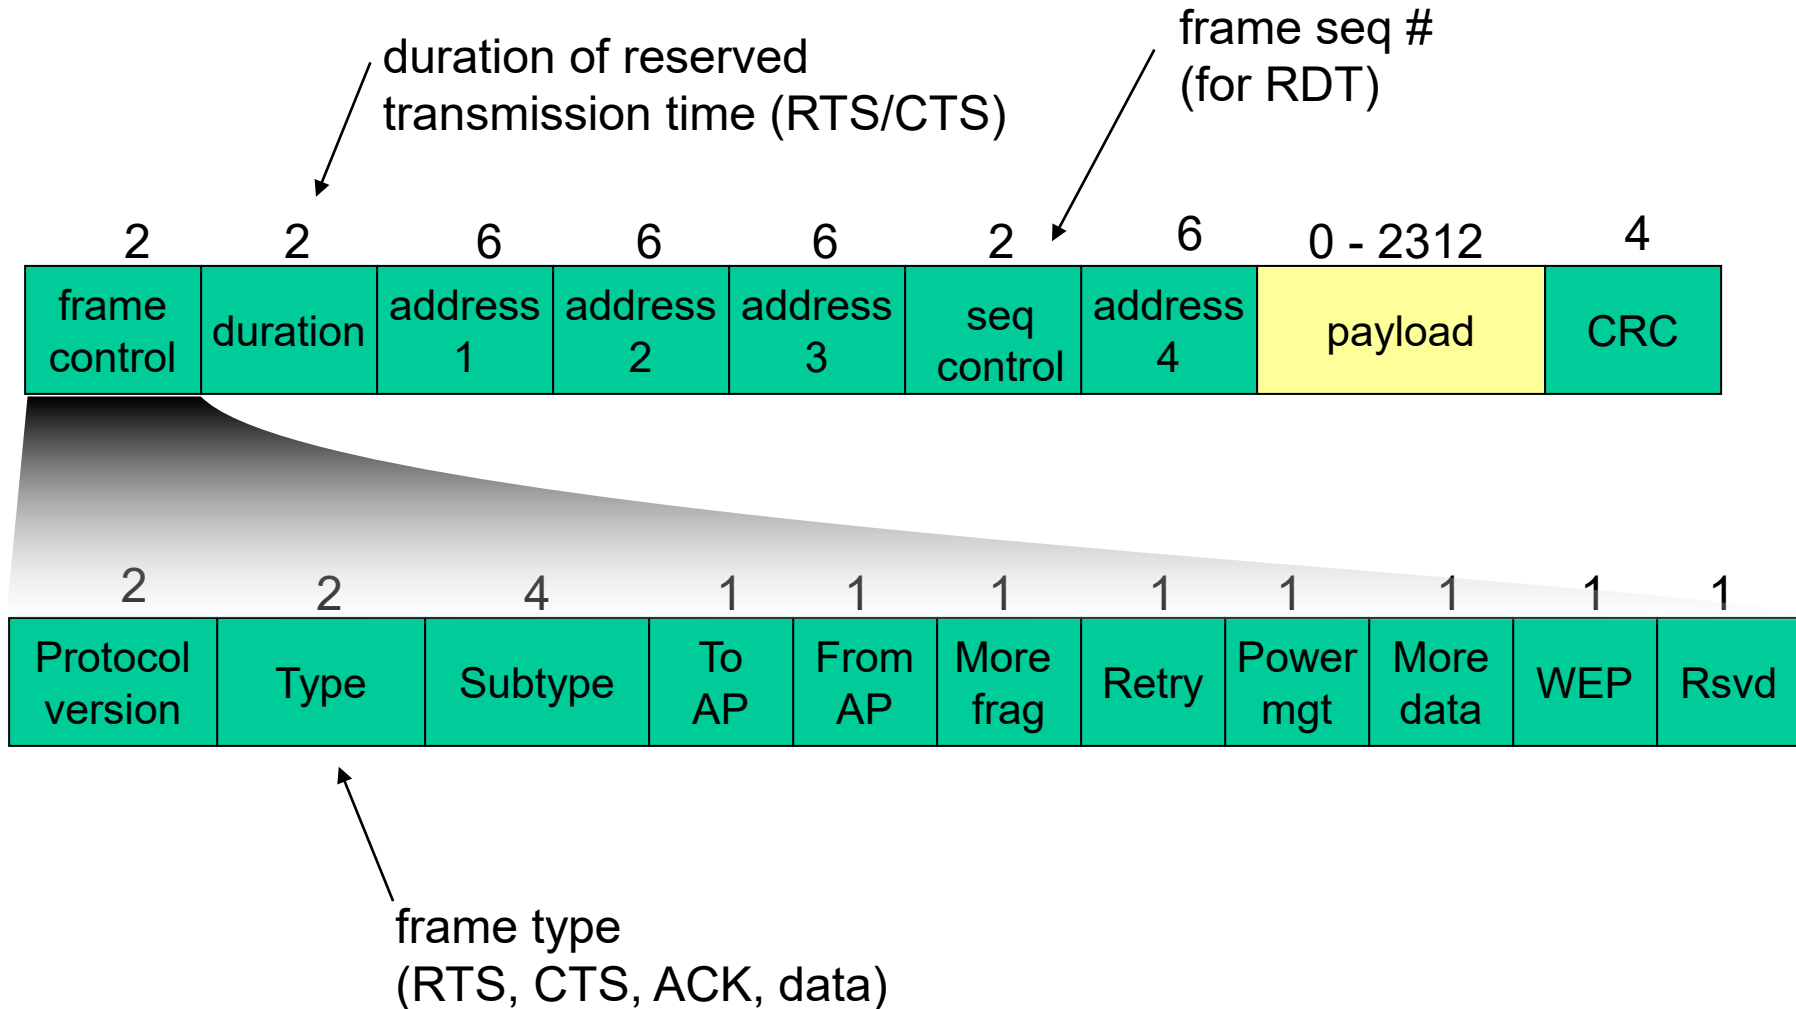 duration of reserved
transmission time (RTS/CTS)
frame seq #
(for RDT)
2 2 6 6 6 2 6 0 - 2312 4
frame
control
duration
address
1
address
2
address
3
seq
control
address
4
payload
CRC
2 2 4 1 1 1 1 1 1 1 1
Protocol
version
Type
Subtype
To
AP
From
AP
More
frag
Retry
Power
mgt
More
data
WEP
Rsvd
frame type
(RTS, CTS, ACK, data)